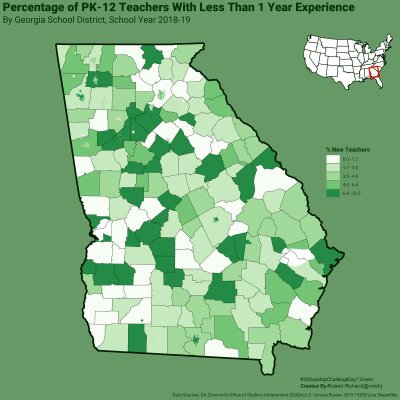 Percentage of PK-12 Teachers With Less Than 1 Year Experience
By Georgia School District, School Year 2018-19
% New Teachers
0.0 - 1.7
1.7 - 3.5
3.5 - 4.6
4.6 - 6.4
6.4 - 22.2
#30DayMapChallengeDay7:Green
Created By:Roland Richard(@rorichi)
Data Sources: GA Governor's Office of Student Achievement (GOSA);U.S. Census Bureau 2019 TIGER/Line Shapefiles